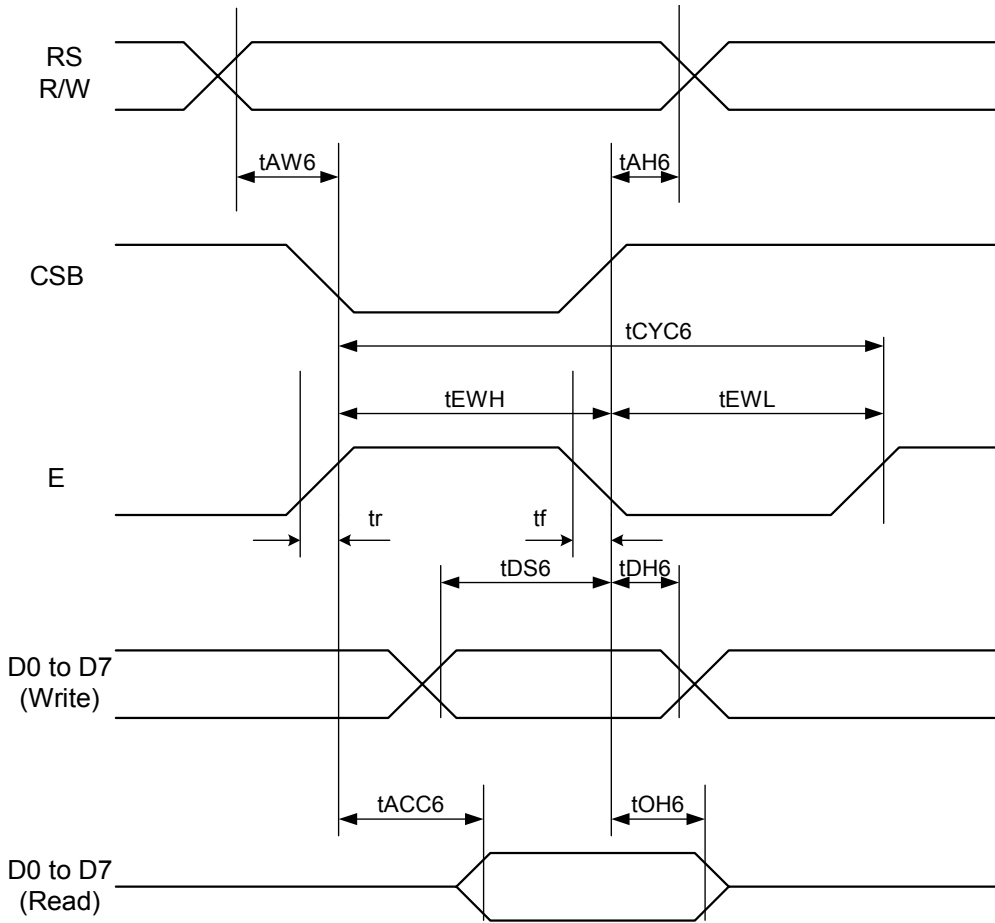 RS
R/W
tAW6
tAH6
CSB
tCYC6
tEWH
tEWL
E
tr
tf
tDS6
tDH6
D0 to D7
(Write)
tACC6
tOH6
D0 to D7
(Read)